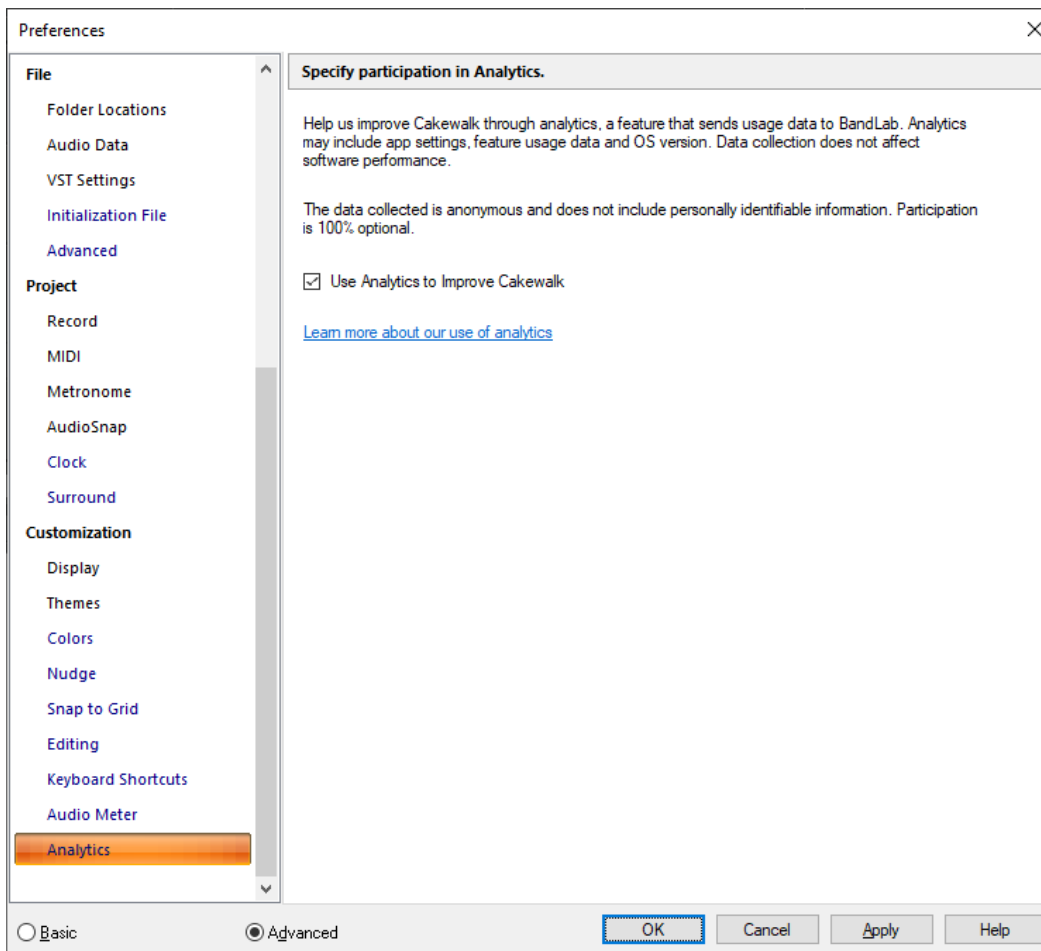 Preferences
File
Folder Locations
Audio Data
VST Settings
Initialization File
Advanced
Project
Record
MIDI
Metronome
AudioSnap
Clock
Surround
Customization
Display
Themes
Colors
Nudge
Snap to Grid
Editing
Keyboard Shortcuts
Audio Meter
Analytics
Specify participation in Analytics.
Help us improve Cakewalk through analytics, a feature that sends usage data to BandLab. Analytics
may include app settings, feature usage data and OS version. Data collection does not affect
software performance.
The data collected is anonymous and does not include personally identifiable information. Participation
is 100% optional.
Use Analytics to Improve Cakewalk
Learn more about our use of analytics
Basic
Advanced
OK
Cancel
Apply
Help